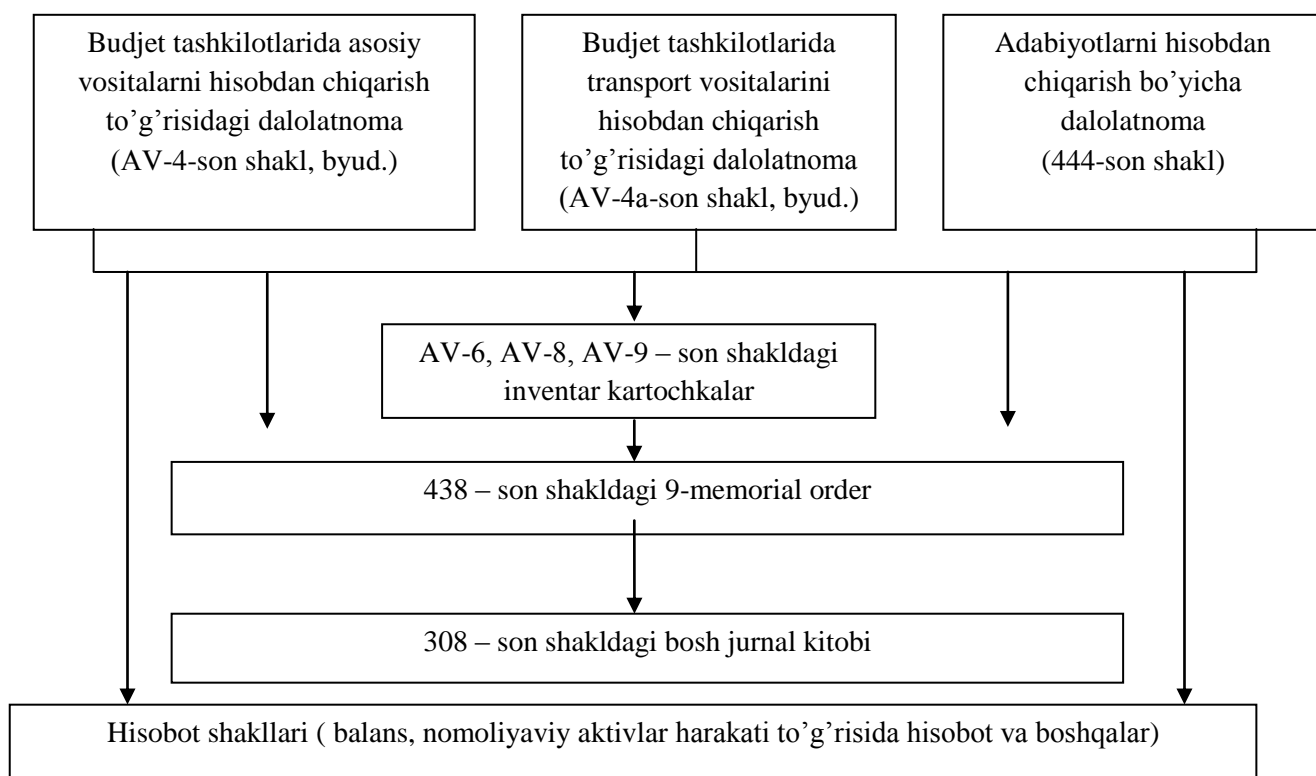 Budjet tashkilotlarida asosiy
vositalarni hisobdan chiqarish
to’g’risidagi dalolatnoma
(AV-4-son shakl, byud.)
Budjet tashkilotlarida
transport vositalarini
hisobdan chiqarish
to’g’risidagi dalolatnoma
(AV-4a-son shakl, byud.)
Adabiyotlarni hisobdan
chiqarish bo’yicha
dalolatnoma
(444-son shakl)
AV-6, AV-8, AV-9 – son shakldagi
inventar kartochkalar
438 – son shakldagi 9-memorial order
308 – son shakldagi bosh jurnal kitobi
Hisobot shakllari ( balans, nomoliyaviy aktivlar harakati to’g’risida hisobot va boshqalar)